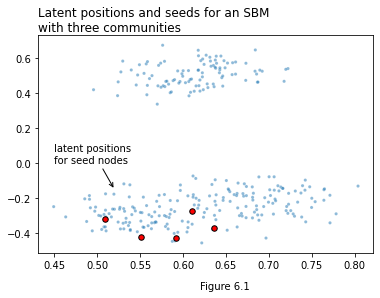 Latent positions and seeds for an SBM
with three communities
0.6
0.4
0.2
0.0
−0.2
−0.4
latent positions
for seed nodes
0.45 0.50 0.55 0.60 0.65 0.70 0.75 0.80
Figure 6.1